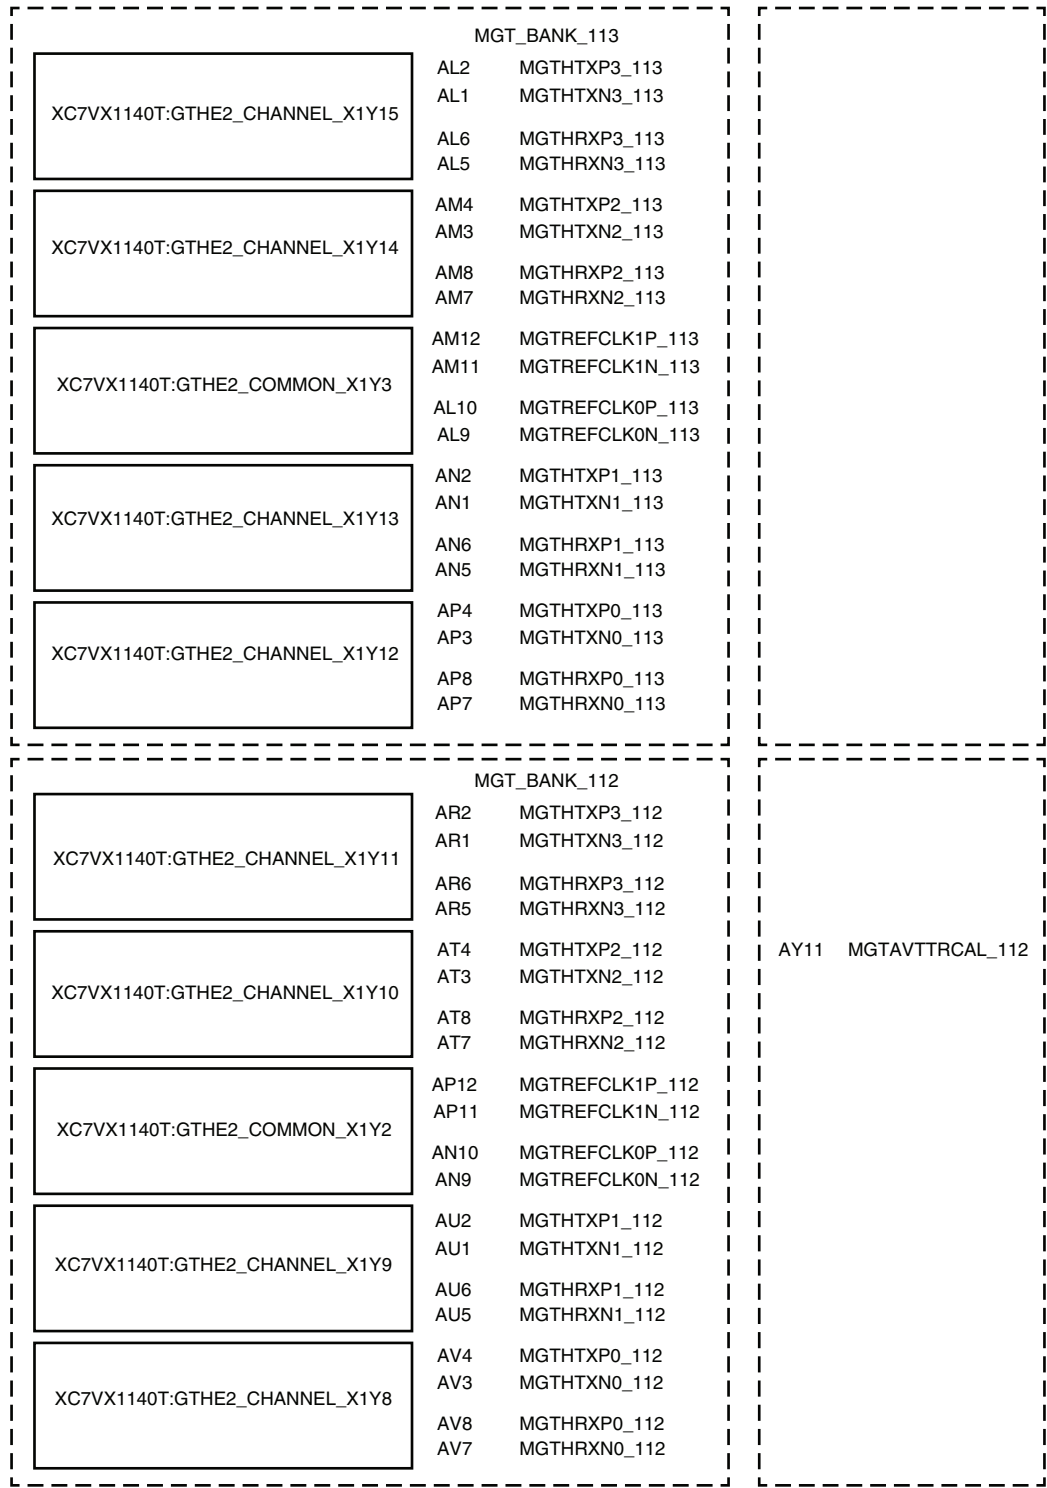 MGT_BANK_113
AL2 MGTHTXP3_113
AL1 MGTHTXN3_113
XC7VX1140T:GTHE2_CHANNEL_X1Y15
AL6 MGTHRXP3_113
AL5 MGTHRXN3_113
AM4 MGTHTXP2_113
AM3 MGTHTXN2_113
XC7VX1140T:GTHE2_CHANNEL_X1Y14
AM8 MGTHRXP2_113
AM7 MGTHRXN2_113
AM12 MGTREFCLK1P_113
AM11 MGTREFCLK1N_113
XC7VX1140T:GTHE2_COMMON_X1Y3
AL10 MGTREFCLK0P_113
AL9 MGTREFCLK0N_113
AN2 MGTHTXP1_113
AN1 MGTHTXN1_113
XC7VX1140T:GTHE2_CHANNEL_X1Y13
AN6 MGTHRXP1_113
AN5 MGTHRXN1_113
AP4 MGTHTXP0_113
AP3 MGTHTXN0_113
XC7VX1140T:GTHE2_CHANNEL_X1Y12
AP8 MGTHRXP0_113
AP7 MGTHRXN0_113
MGT_BANK_112
AR2 MGTHTXP3_112
AR1 MGTHTXN3_112
XC7VX1140T:GTHE2_CHANNEL_X1Y11
AR6 MGTHRXP3_112
AR5 MGTHRXN3_112
AT4 MGTHTXP2_112
AY11 MGTAVTTRCAL_112
AT3 MGTHTXN2_112
XC7VX1140T:GTHE2_CHANNEL_X1Y10
AT8 MGTHRXP2_112
AT7 MGTHRXN2_112
AP12 MGTREFCLK1P_112
AP11 MGTREFCLK1N_112
XC7VX1140T:GTHE2_COMMON_X1Y2
AN10 MGTREFCLK0P_112
AN9 MGTREFCLK0N_112
AU2 MGTHTXP1_112
AU1 MGTHTXN1_112
XC7VX1140T:GTHE2_CHANNEL_X1Y9
AU6 MGTHRXP1_112
AU5 MGTHRXN1_112
AV4 MGTHTXP0_112
AV3 MGTHTXN0_112
XC7VX1140T:GTHE2_CHANNEL_X1Y8
AV8 MGTHRXP0_112
AV7 MGTHRXN0_112